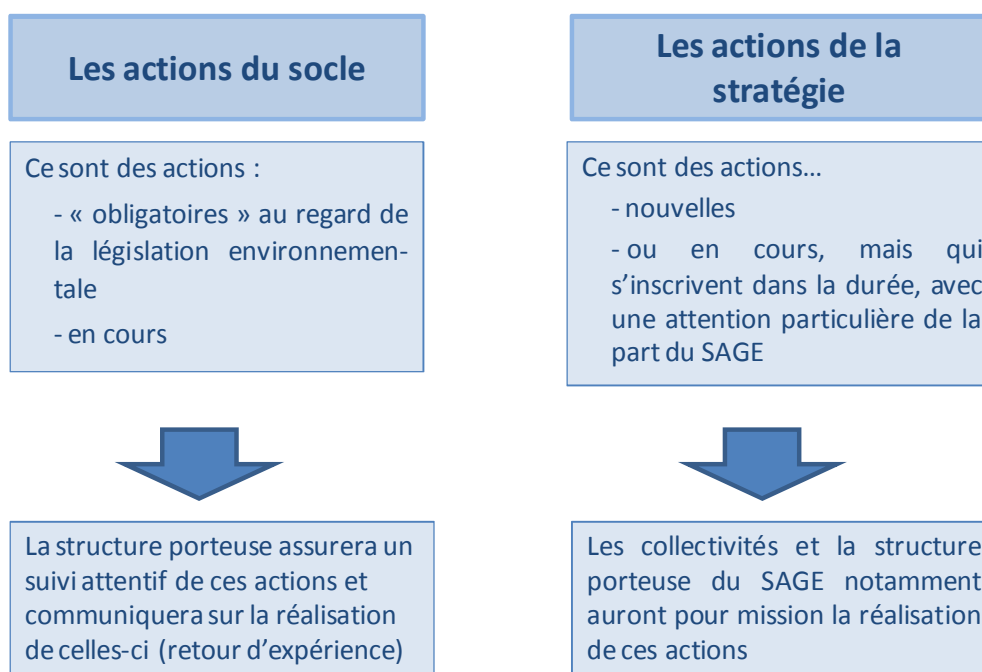 Les actions du socle
Ce sont des actions :
- « obligatoires » au regard de
la législation environnemen-
tale
- en cours
La structure porteuse assurera un
suivi attentif de ces actions et
communiquera sur la réalisation
de celles-ci (retour d’expérience)
Les actions de la
stratégie
Ce sont des actions…
- nouvelles
- ou en cours, mais qui
s’inscrivent dans la durée, avec
une attention particulière de la
part du SAGE
Les collectivités et la structure
porteuse du SAGE notamment
auront pour mission la réalisation
de ces actions